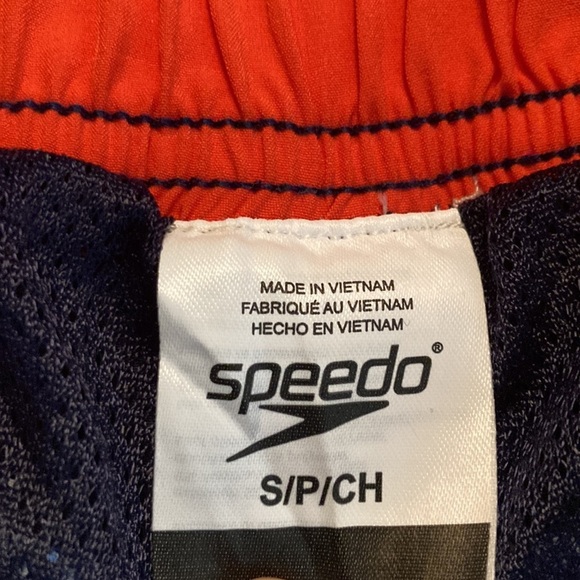 MADE IN VIETNAM
FABRIQUÉ AU VIETNAM
HECHO EN VIETNAM
speedo®
S/P/CH